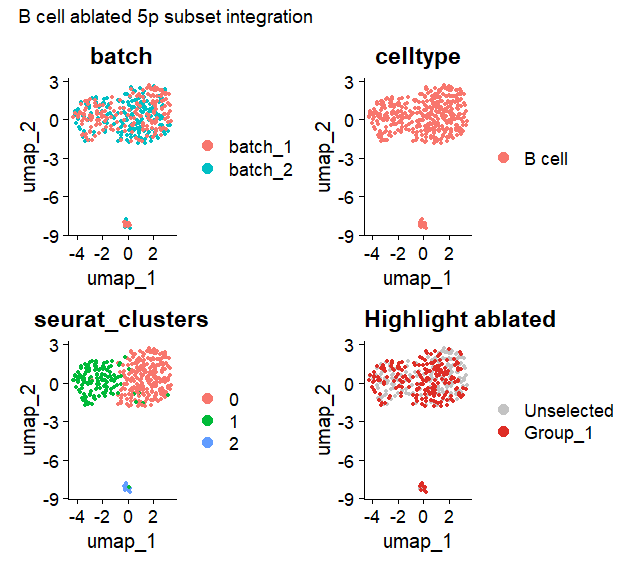 B cell ablated 5p subset integration
batch
celltype
3
0
-3
-6
-9
umap_2
-4 -2 0 2
umap_1
batch_1
batch_2
3
0
-3
-6
-9
umap_2
-4 -2 0 2
umap_1
B cell
seurat_clusters
Highlight ablated
3
0
-3
-6
-9
umap_2
-4 -2 0 2
umap_1
0
1
2
3
0
-3
-6
-9
umap_2
-4 -2 0 2
umap_1
Unselected
Group_1